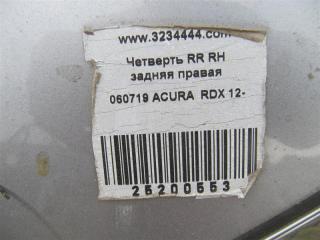 www.3234444.com
Четверть RR RH
задняя правая
060719 ACURA RDX 12-
25200553